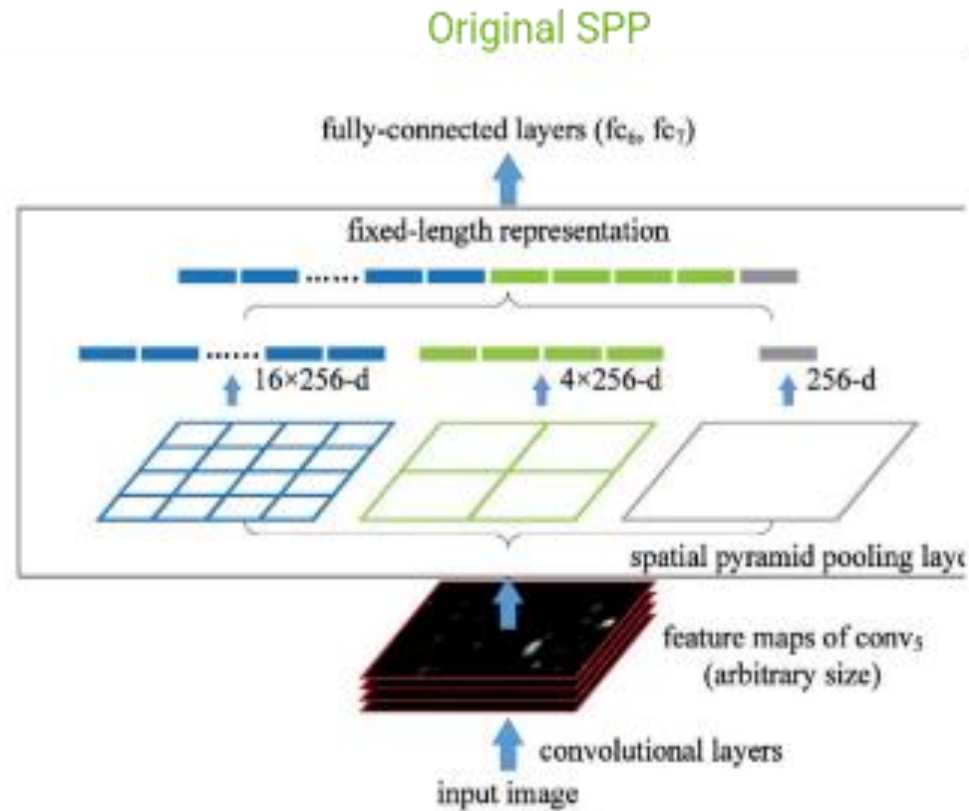 Original SPP
fully-connected layers (fc₆, fc₇)
fixed-length representation
......
......
16×256-d
4×256-d
256-d
spatial pyramid pooling laye
feature maps of conv₅
(arbitrary size)
convolutional layers
input image